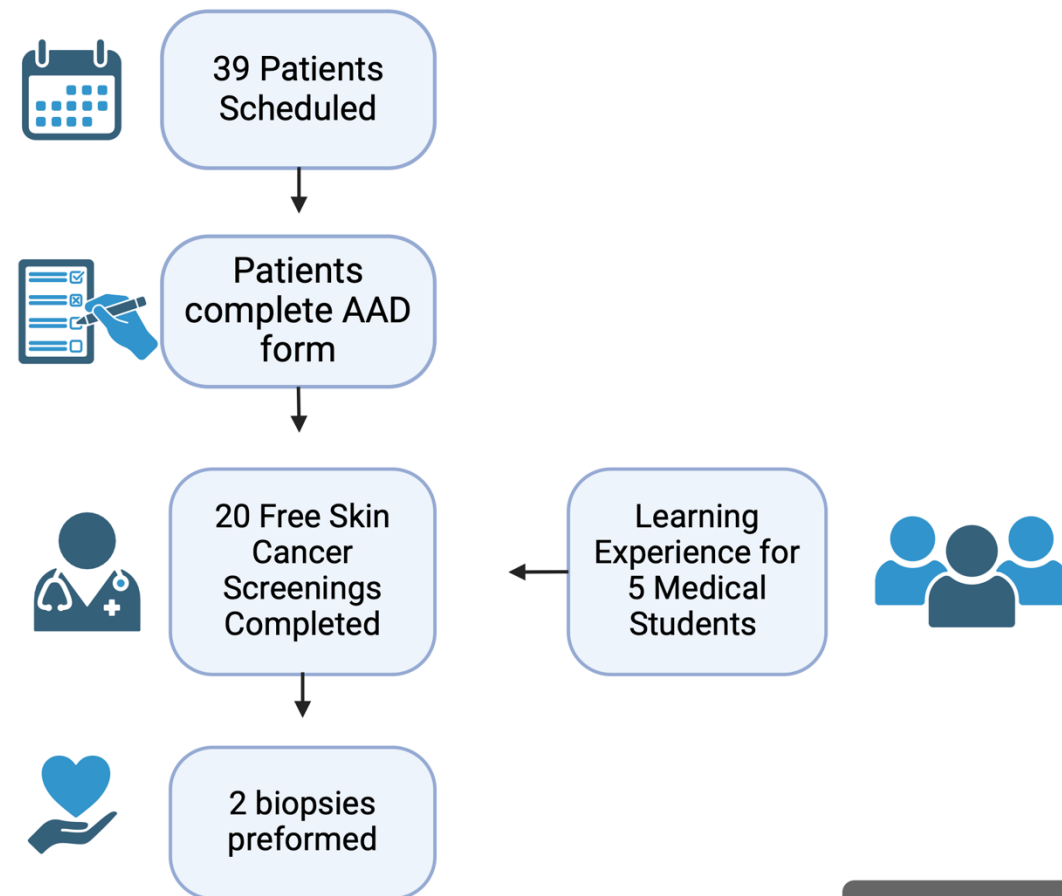 39 Patients
Scheduled
Patients
complete AAD
form
20 Free Skin
Cancer
Screenings
Completed
Learning
Experience for
5 Medical
Students
2 biopsies
preformed